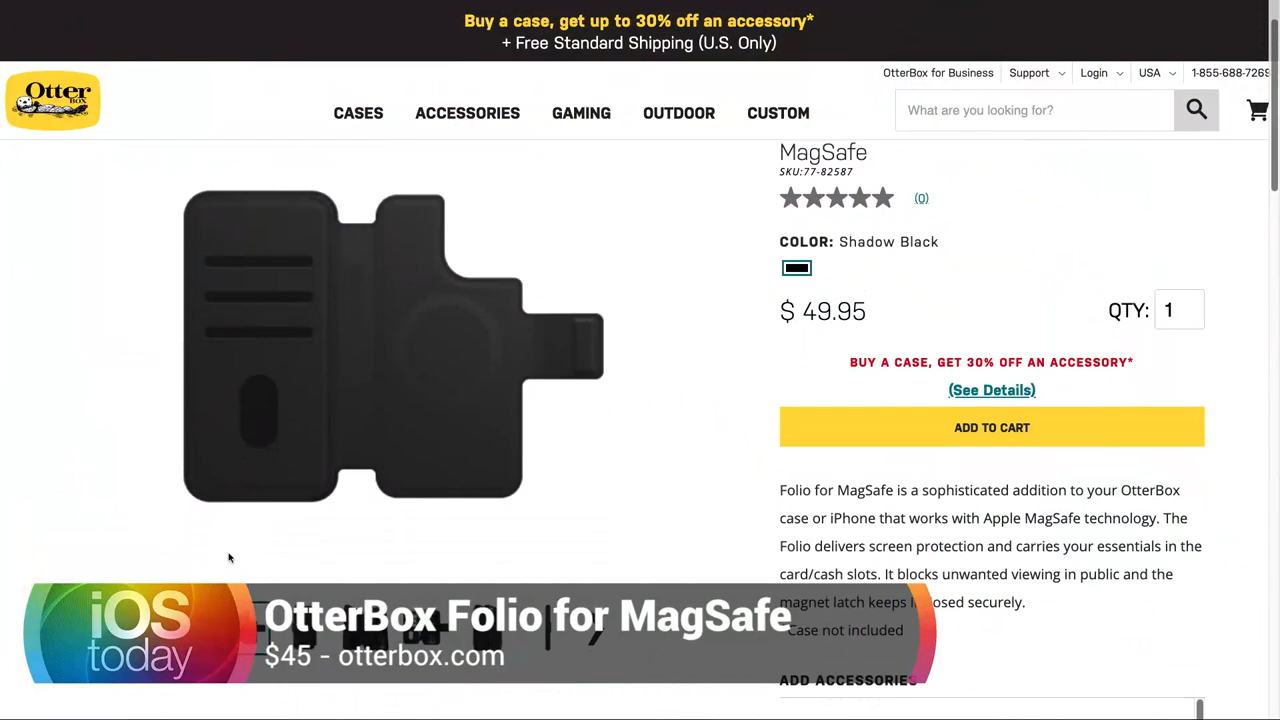 Buy a case, get up to 30% off an accessory*
+ Free Standard Shipping (U.S. Only)
OtterBox for Business Support Login USA 1-855-688-7269
Otter
BOX
CASES ACCESSORIES GAMING OUTDOOR CUSTOM
What are you looking for?
MagSafe
SKU:77-82587
(0)
COLOR: Shadow Black
$ 49.95
QTY: 1
BUY A CASE, GET 30% OFF AN ACCESSORY*
(See Details)
ADD TO CART
Folio for MagSafe is a sophisticated addition to your OtterBox
case or iPhone that works with Apple MagSafe technology. The
Folio delivers screen protection and carries your essentials in the
card/cash slots. It blocks unwanted viewing in public and the
magnet latch keeps osed securely.
Case not included
ADD ACCESSORIES
iOS
today
OtterBox Folio for MagSafe
$45 - otterbox.com